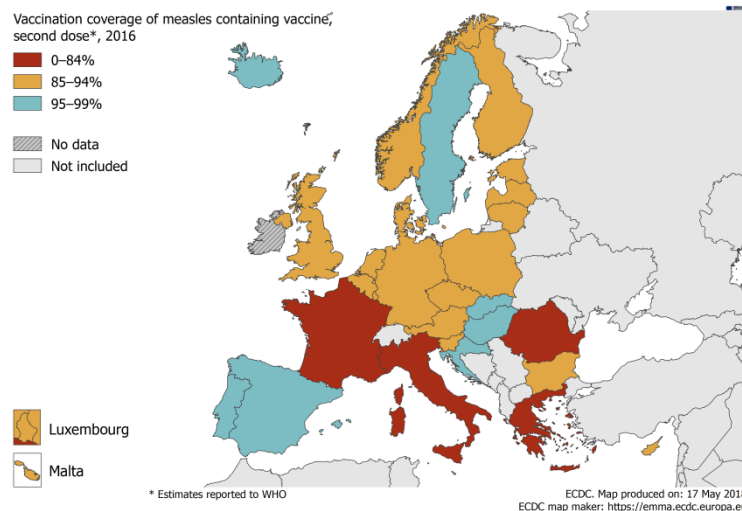 Vaccination coverage of measles containing vaccine,
second dose*, 2016
0–84%
85–94%
95–99%
No data
Not included
Luxembourg
Malta
* Estimates reported to WHO
ECDC. Map produced on: 17 May 2018
ECDC map maker: https://emma.ecdc.europa.eu